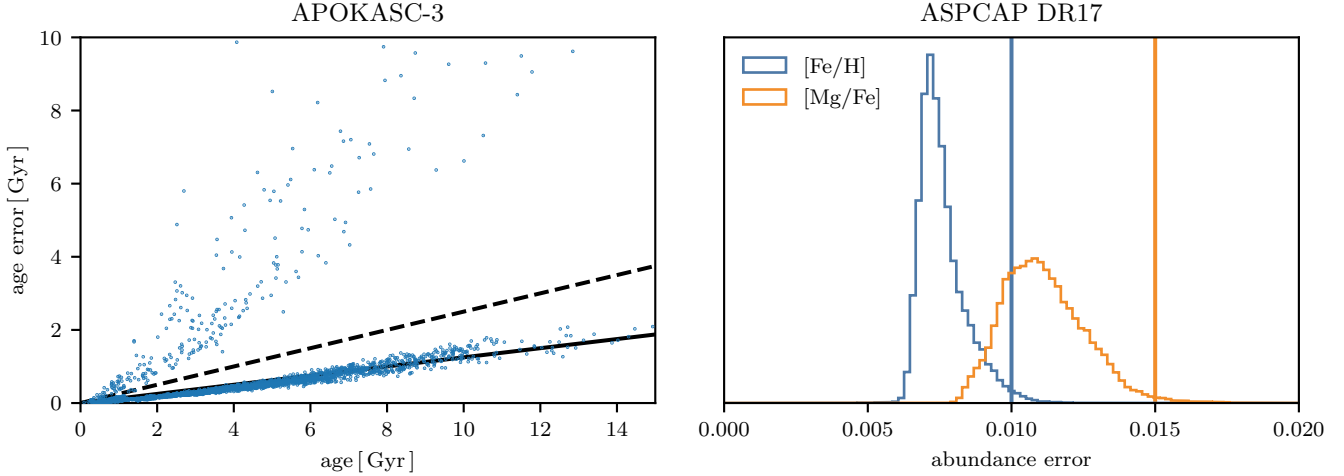 APOKASC-3
10
8
6
4
2
0
age error [Gyr]
0 2 4 6 8 10 12 14
age [Gyr]
ASPCAP DR17
[Fe/H]
[Mg/Fe]
0.000 0.005 0.010 0.015 0.020
abundance error